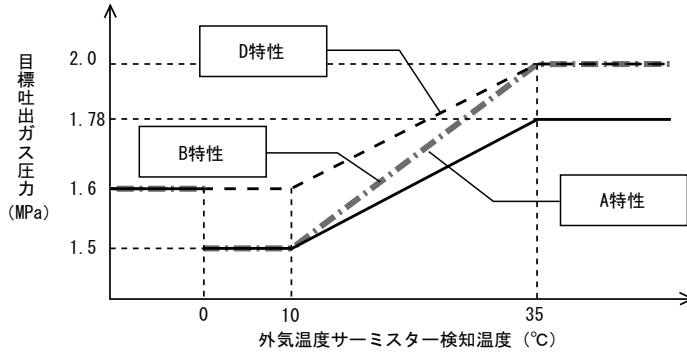 目標吐出ガス圧力
(MPa)
2.0
1.78
1.6
1.5
D特性
B特性
A特性
0
10
35
外気温度サーミスター検知温度（℃）